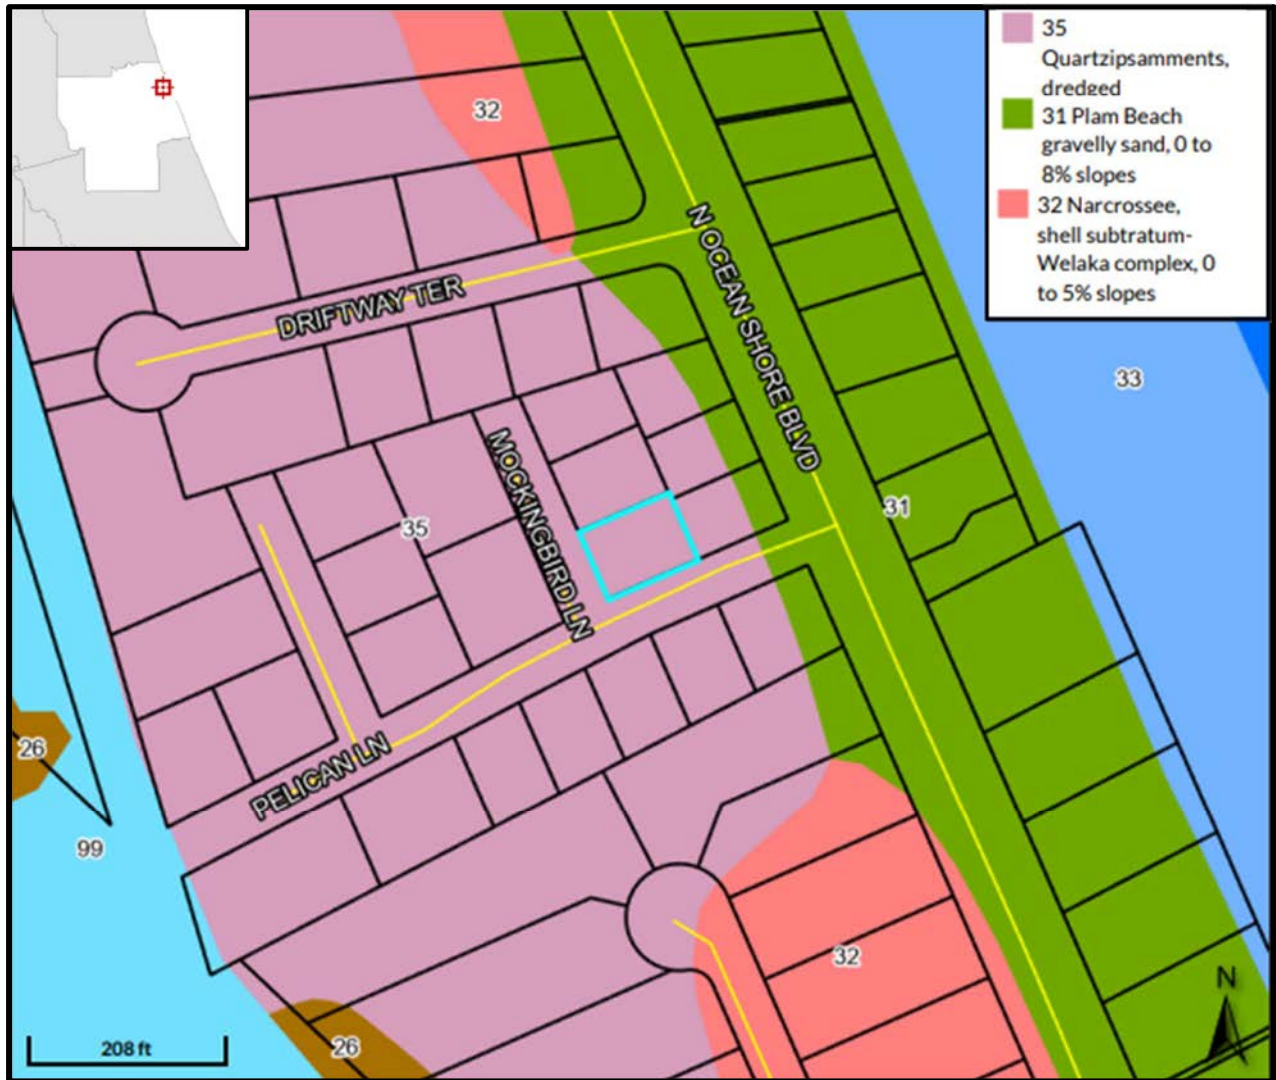 35
Quartzipsamments,
dredged
31 Plam Beach
gravelly sand, 0 to
8% slopes
32 Narcrossee,
shell subtratum-
Welaka complex, 0
to 5% slopes
32
N OCEAN SHORE BLVD
DRIFTWAY TER
33
MOCKINGBIRD LN
35
31
26
PELICAN LN
99
32
N
208 ft
26